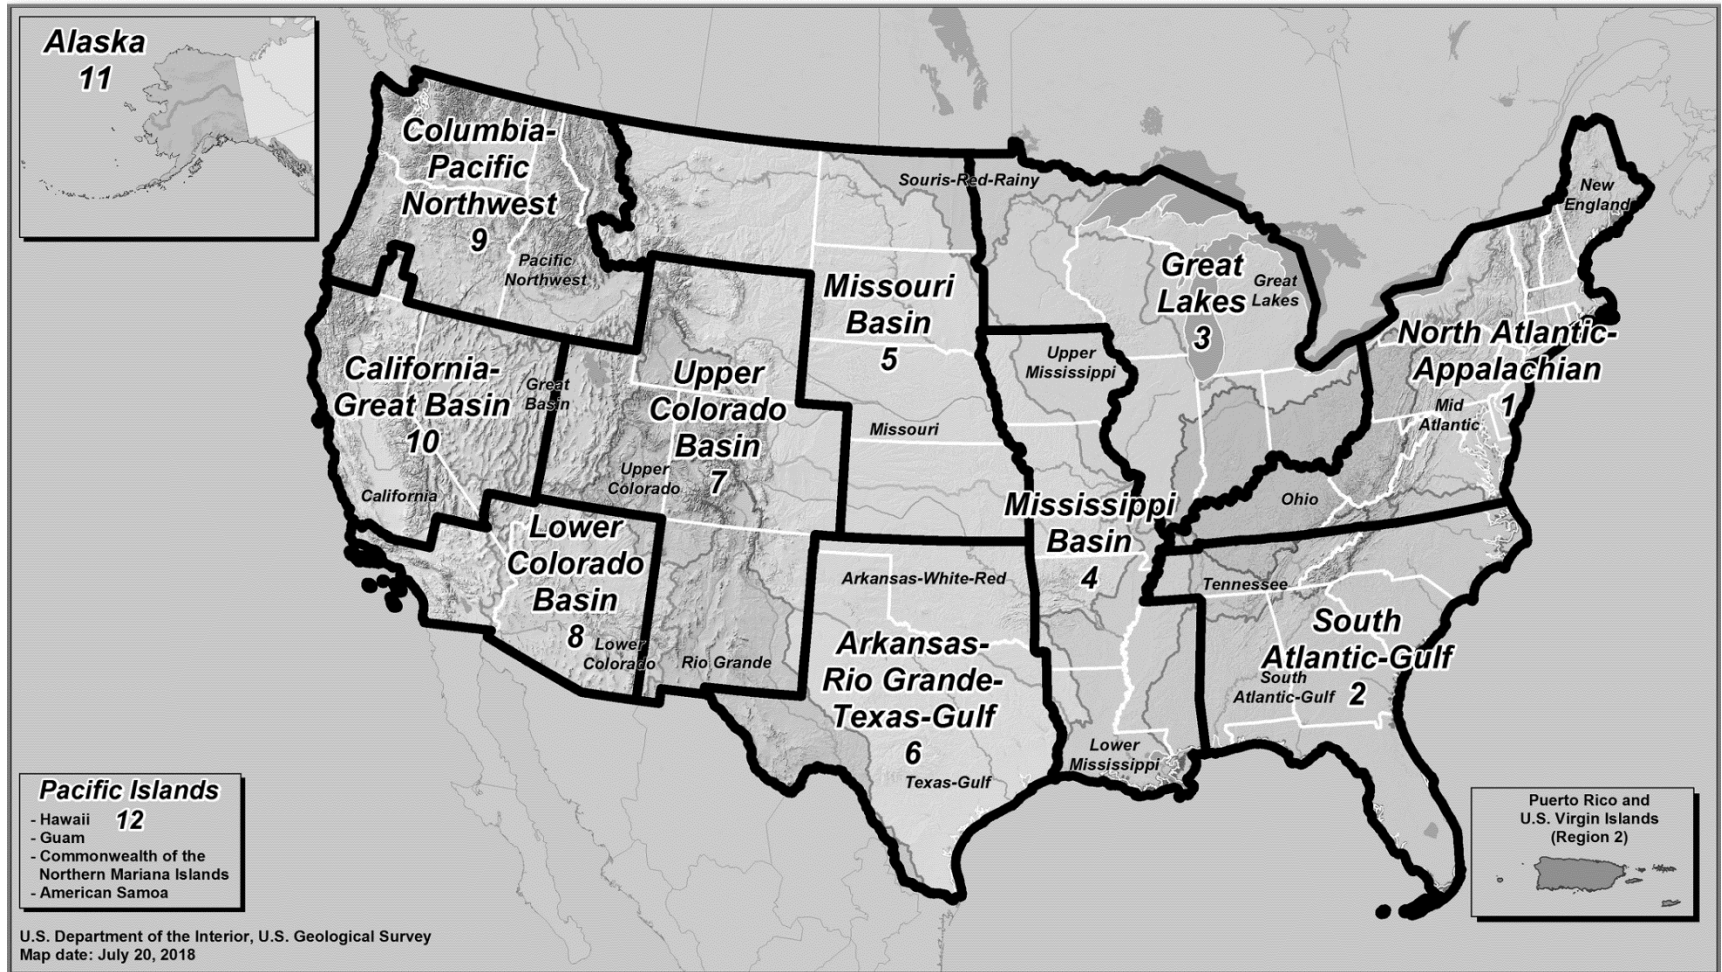 Alaska
11
Columbia-
Pacific
Northwest
9
Pacific
Northwest
Souris-Red-Rainy
New
England
Missouri
Basin
5
Great
Lakes
3
Great
Lakes
North Atlantic-
Appalachian
1
Mid
Atlantic
California-
Great Basin
10
Great
Basin
California
Upper
Colorado
Basin
7
Upper
Colorado
Missouri
Upper
Mississippi
Ohio
Mississippi
Basin
4
Lower
Colorado
Basin
8
Lower
Colorado
Rio Grande
Arkansas-White-Red
Arkansas-
Rio Grande-
Texas-Gulf
6
Texas-Gulf
Lower
Mississippi
Tennessee
South
Atlantic-Gulf
2
South
Atlantic-Gulf
Pacific Islands
12
- Hawaii
- Guam
- Commonwealth of the
Northern Mariana Islands
- American Samoa
Puerto Rico and
U.S. Virgin Islands
(Region 2)
U.S. Department of the Interior, U.S. Geological Survey
Map date: July 20, 2018